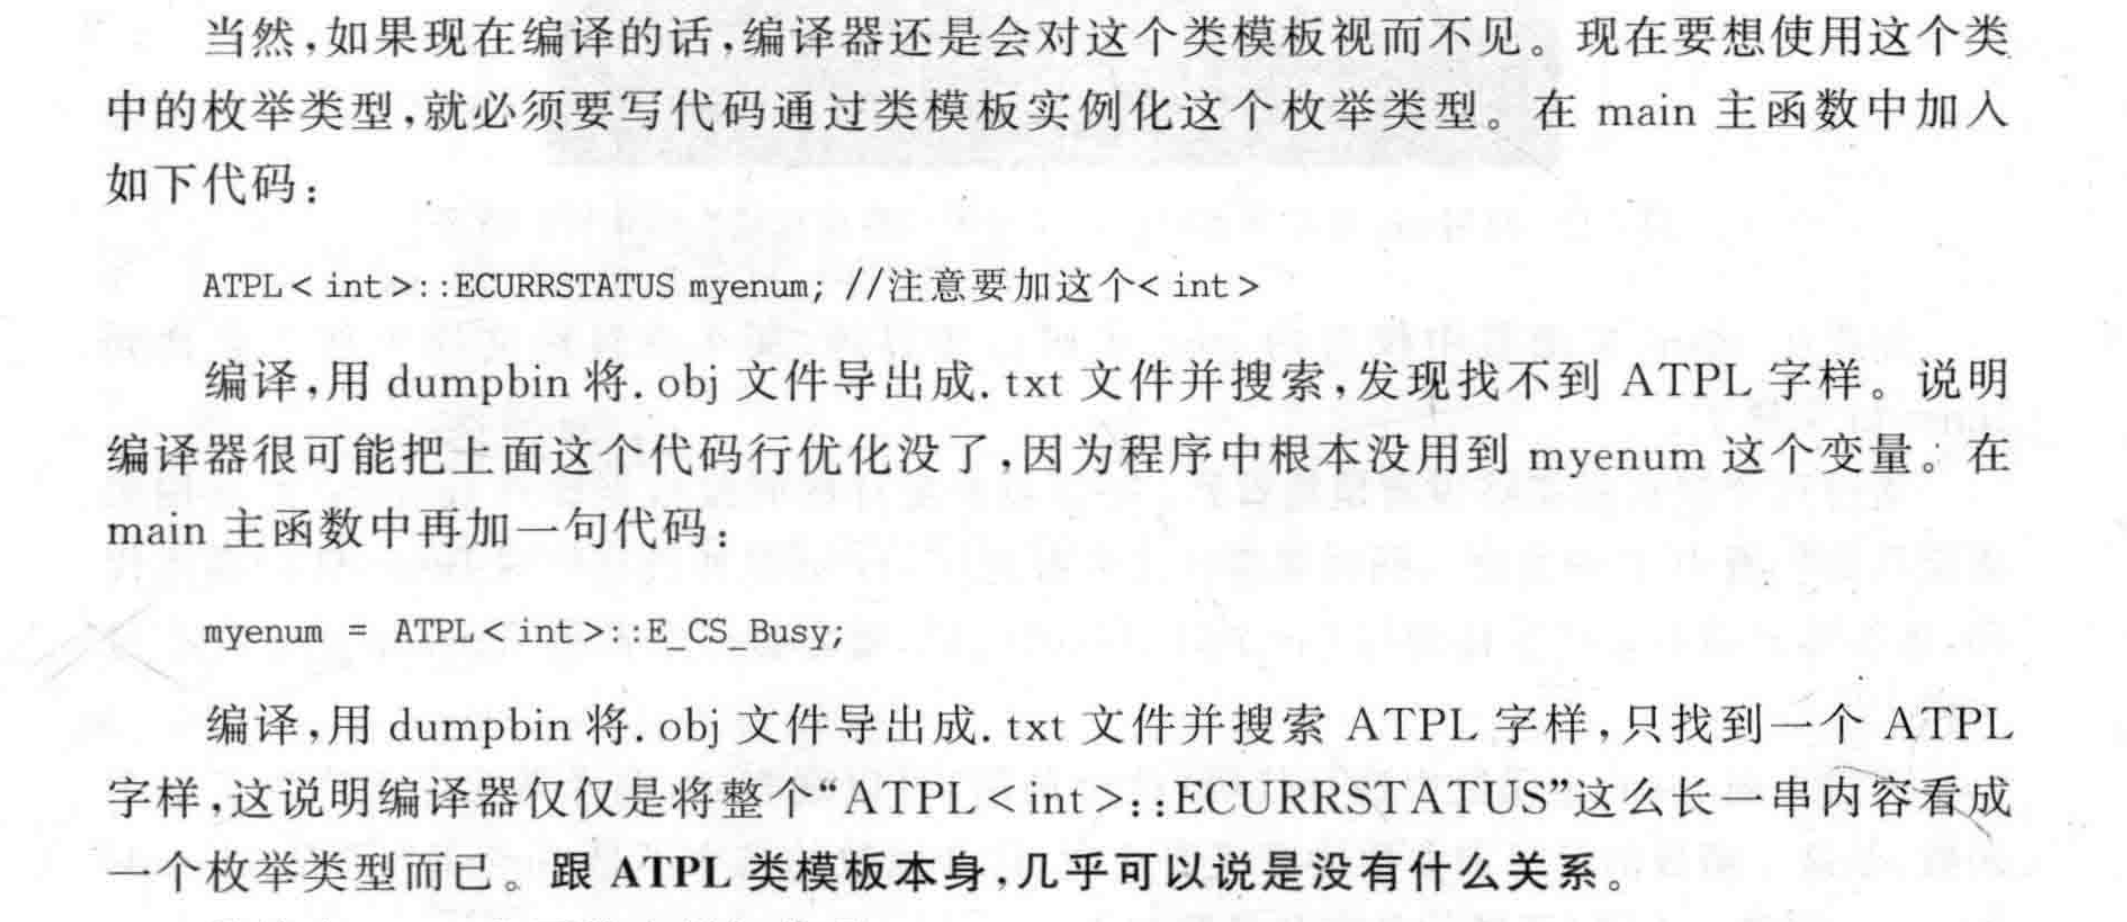 当然,如果现在编译的话,编译器还是会对这个类模板视而不见。现在要想使用这个类
中的枚举类型,就必须要写代码通过类模板实例化这个枚举类型。在 main 主函数中加入
如下代码:
ATPL<int>::ECURRSTATUS myenum; //注意要加这个<int>
编译,用 dumpbin 将.obj 文件导出成.txt 文件并搜索,发现找不到 ATPL 字样。说明
编译器很可能把上面这个代码行优化没了,因为程序中根本没用到 myenum 这个变量。在
main 主函数中再加一句代码:
myenum = ATPL<int>::E_CS_Busy;
编译,用 dumpbin 将.obj 文件导出成.txt 文件并搜索 ATPL 字样,只找到一个 ATPL
字样,这说明编译器仅仅是将整个“ATPL<int>::ECURRSTATUS”这么长一串内容看成
一个枚举类型而已。跟 ATPL 类模板本身,几乎可以说是没有什么关系。